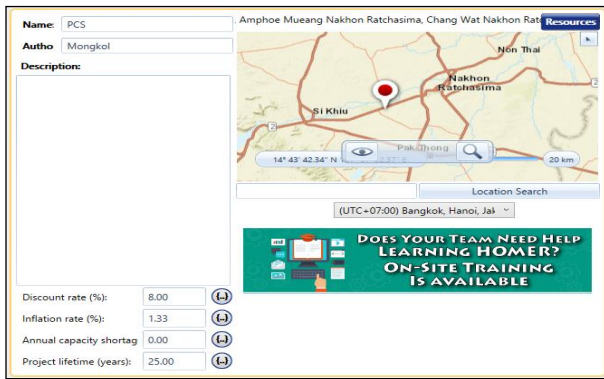 Name: PCS
Autho Mongkol
Description:
Discount rate (%): 8.00 {..}
Inflation rate (%): 1.33 {..}
Annual capacity shortag 0.00 {..}
Project lifetime (years): 25.00 {..}
. Amphoe Mueang Nakhon Ratchasima, Chang Wat Nakhon Rat
Resources
Non Thai
Nakhon
Ratchasima
Si Khiu
2
2
Pak Thong
14° 43' 42.34" N
20 km
Location Search
(UTC+07:00) Bangkok, Hanoi, Jak
DOES YOUR TEAM NEED HELP
LEARNING HOMER?
ON-SITE TRAINING
IS AVAILABLE